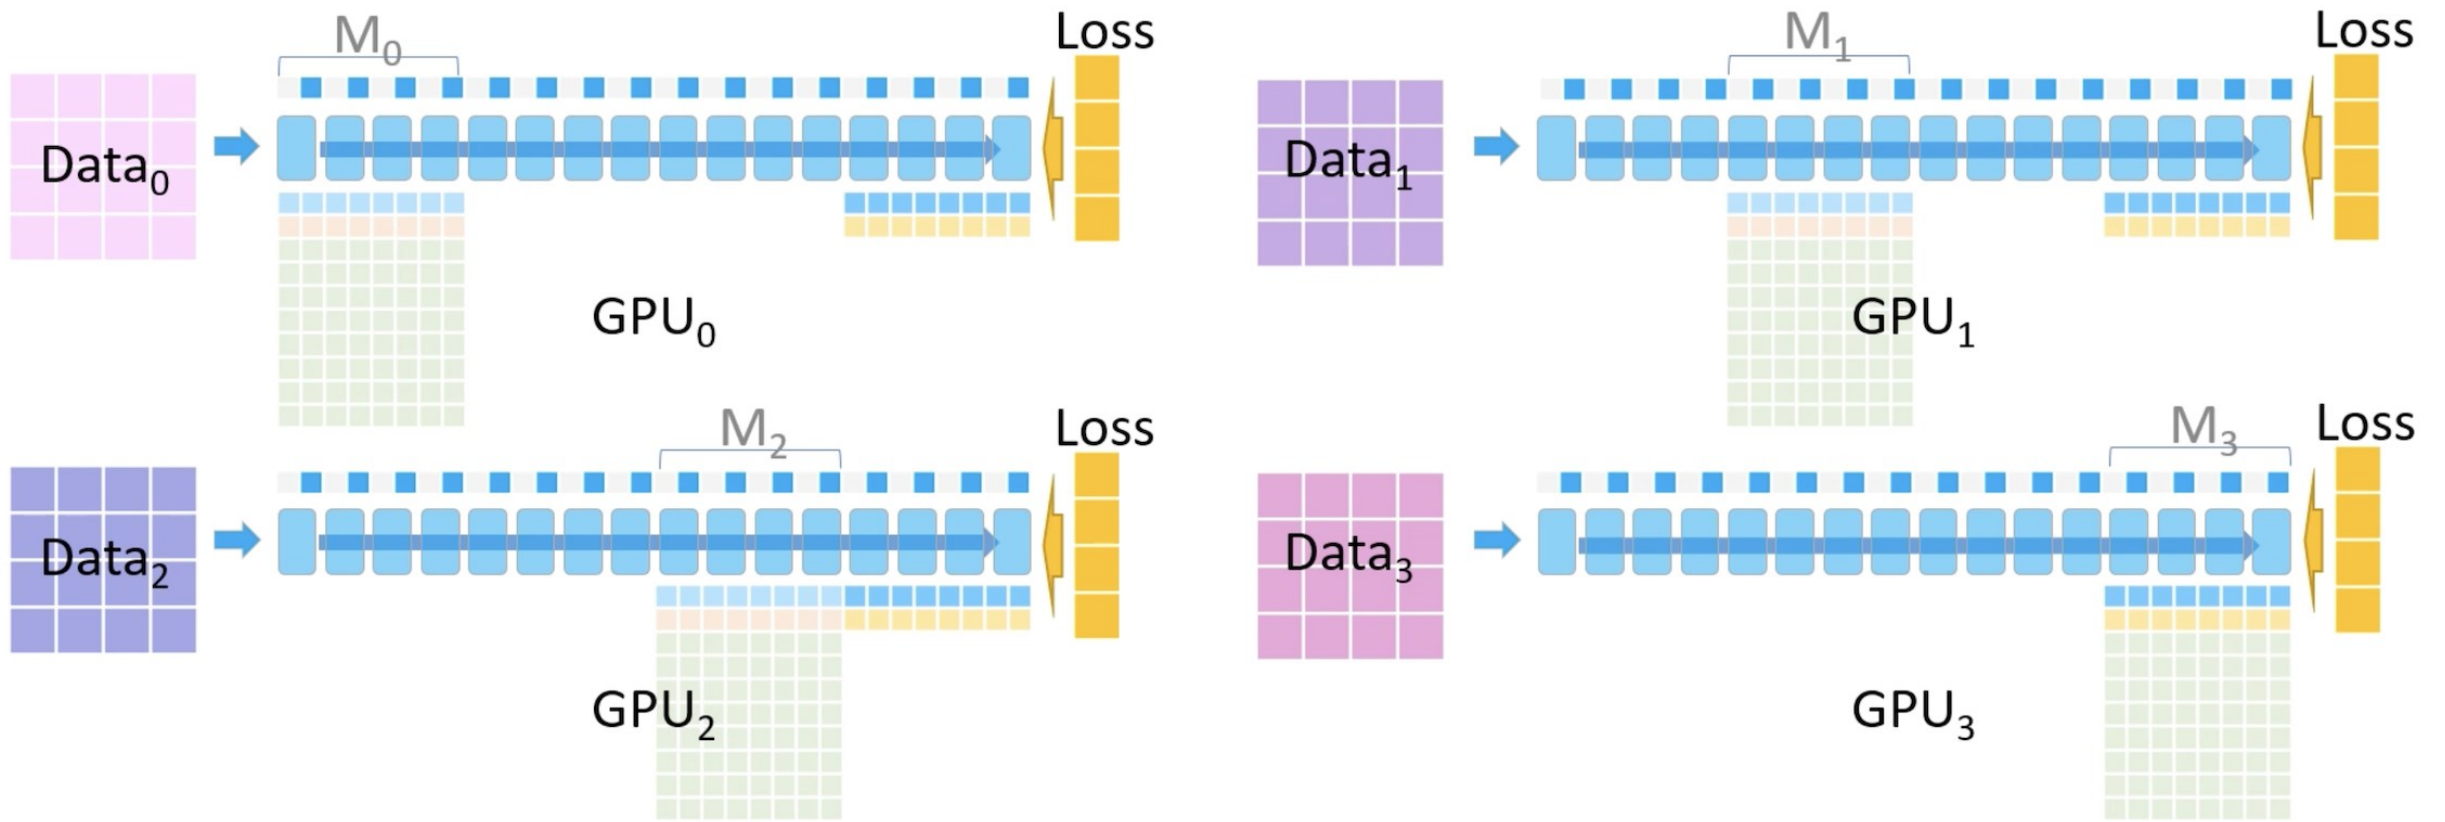 M₀
Loss
Data₀
GPU₀
M₁
Loss
Data₁
GPU₁
M₂
Loss
Data₂
GPU₂
M₃
Loss
Data₃
GPU₃